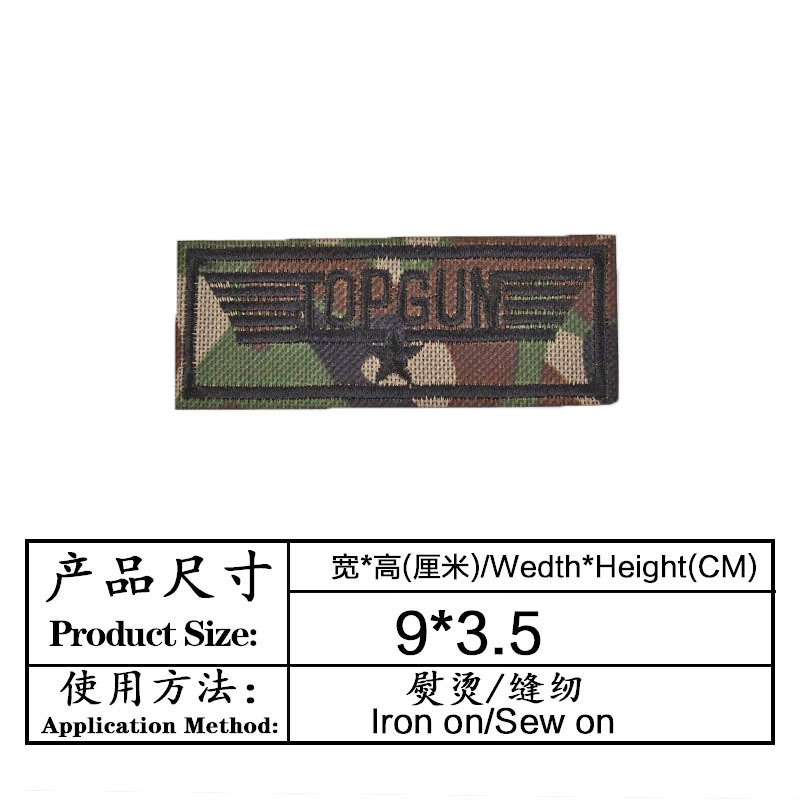 TOPGUN
产品尺寸
Product Size:
宽*高(厘米)/Wedth*Height(CM)
9*3.5
使用方法：
Application Method:
熨烫/缝纫
Iron on/Sew on